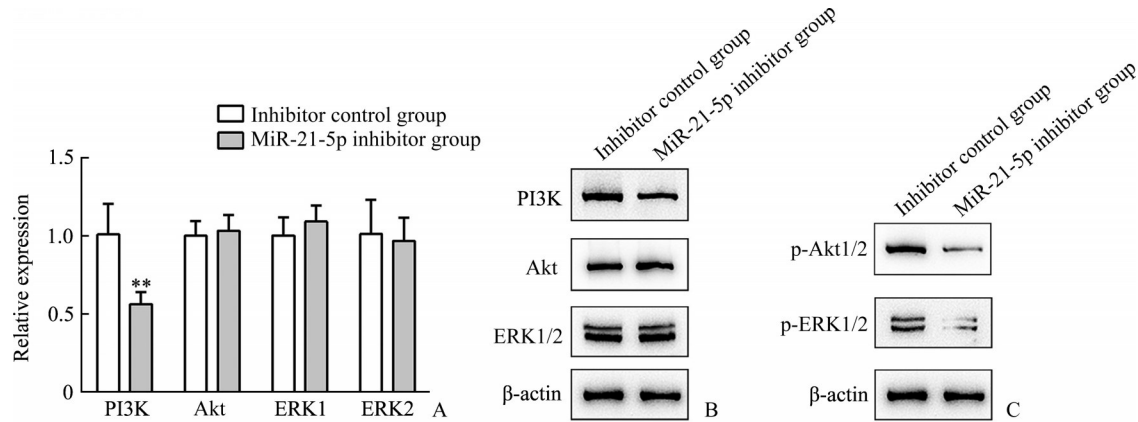 Inhibitor control group
MiR-21-5p inhibitor group
Relative expression
1.5
1.0
0.5
0
**
PI3K
Akt
ERK1
ERK2
A
Inhibitor control group
MiR-21-5p inhibitor group
PI3K
Akt
ERK1/2
β-actin
B
Inhibitor control group
MiR-21-5p inhibitor group
p-Akt1/2
p-ERK1/2
β-actin
C